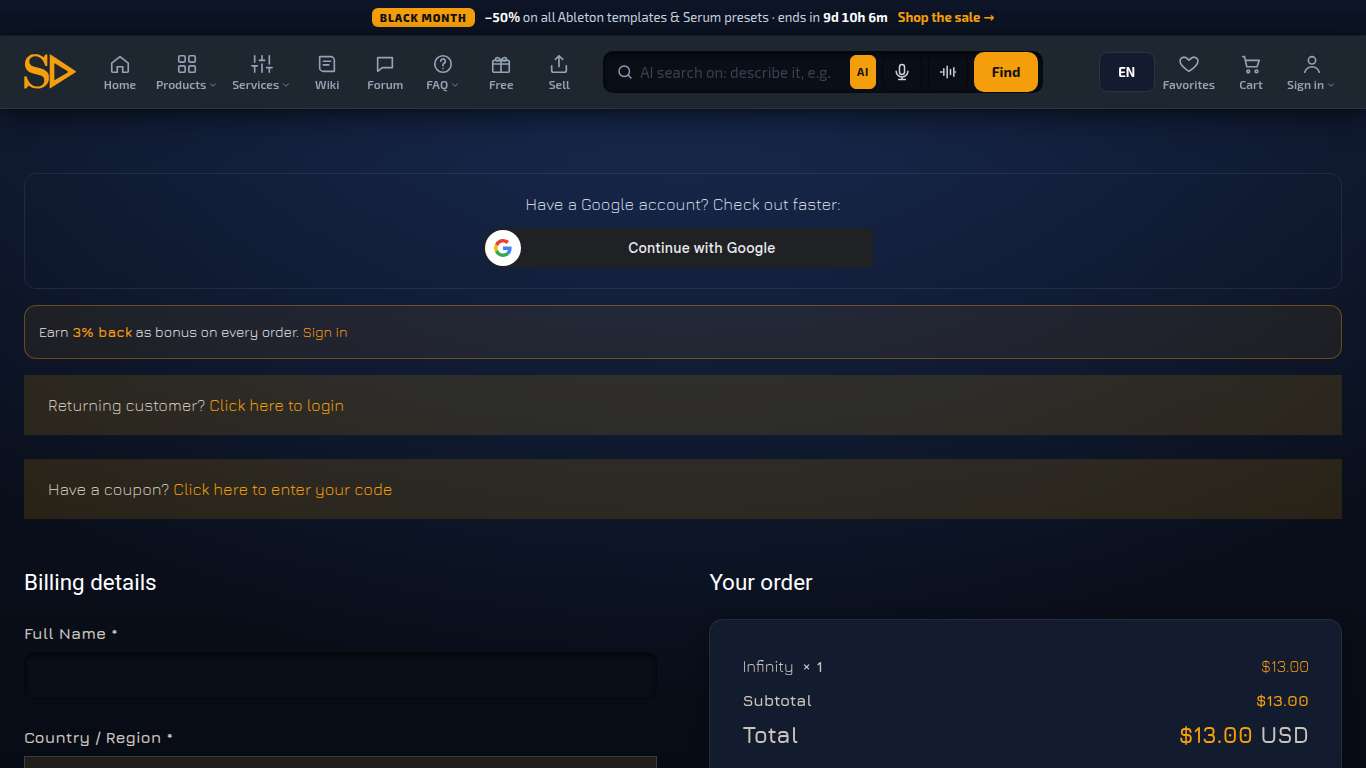 BLACK MONTH −50% on all Ableton templates & Serum presets · ends in 9d 10h 6m Shop the sale →
SD
Home
Products
Services
Wiki
Forum
FAQ
Free
Sell
AI search on: describe it, e.g.
AI
Find
EN
Favorites
Cart
Sign in
Have a Google account? Check out faster:
Continue with Google
Earn 3% back as bonus on every order. Sign in
Returning customer? Click here to login
Have a coupon? Click here to enter your code
Billing details
Full Name *
Country / Region *
Your order
Infinity × 1 $13.00
Subtotal $13.00
Total $13.00 USD